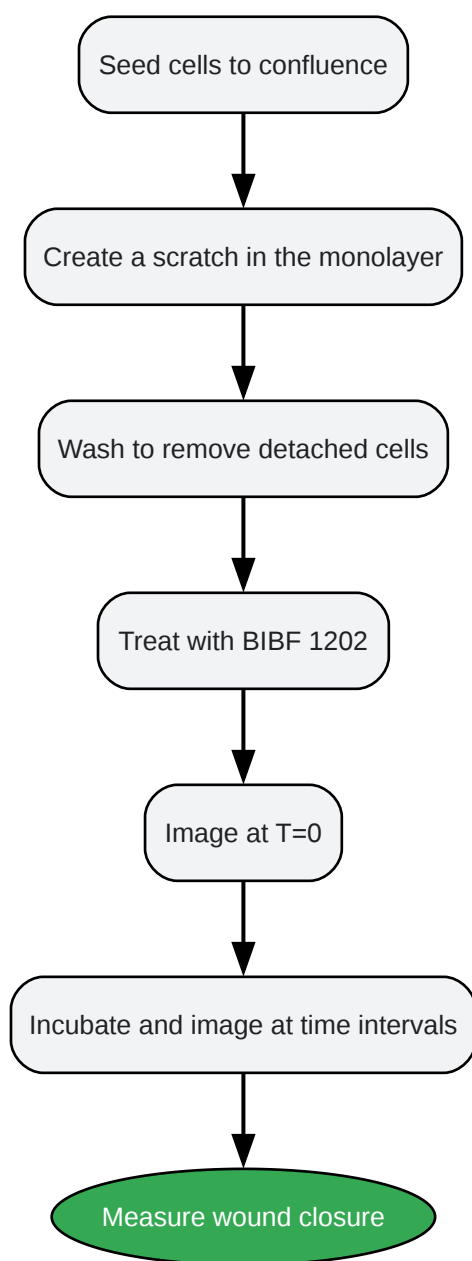 Seed cells to confluence
Create a scratch in the monolayer
Wash to remove detached cells
Treat with BIBF 1202
Image at T=0
Incubate and image at time intervals
Measure wound closure